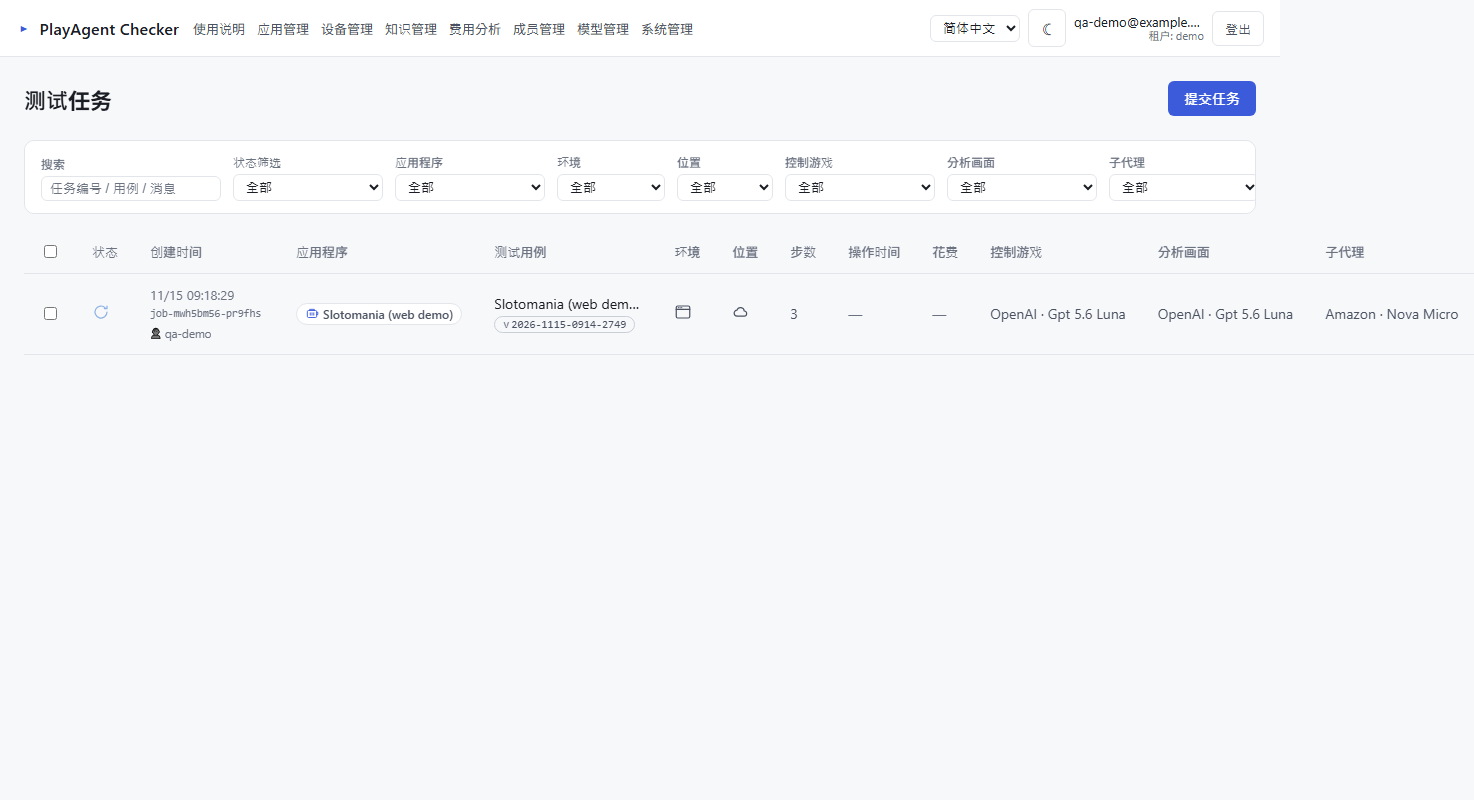 PlayAgent Checker 使用说明 应用管理 设备管理 知识管理 费用分析 成员管理 模型管理 系统管理 简体中文 qa-demo@example.... 登出
租户: demo
测试任务 提交任务
搜索 状态筛选 应用程序 环境 位置 控制游戏 分析画面 子代理
任务编号 / 用例 / 消息 全部 全部 全部 全部 全部 全部 全部
状态 创建时间 应用程序 测试用例 环境 位置 步数 操作时间 花费 控制游戏 分析画面 子代理
11/15 09:18:29
job-mwh5bm56-pr9fhs
qa-demo
Slotomania (web demo)
Slotomania (web dem...
v 2026-1115-0914-2749
3 — — OpenAI · Gpt 5.6 Luna OpenAI · Gpt 5.6 Luna Amazon · Nova Micro